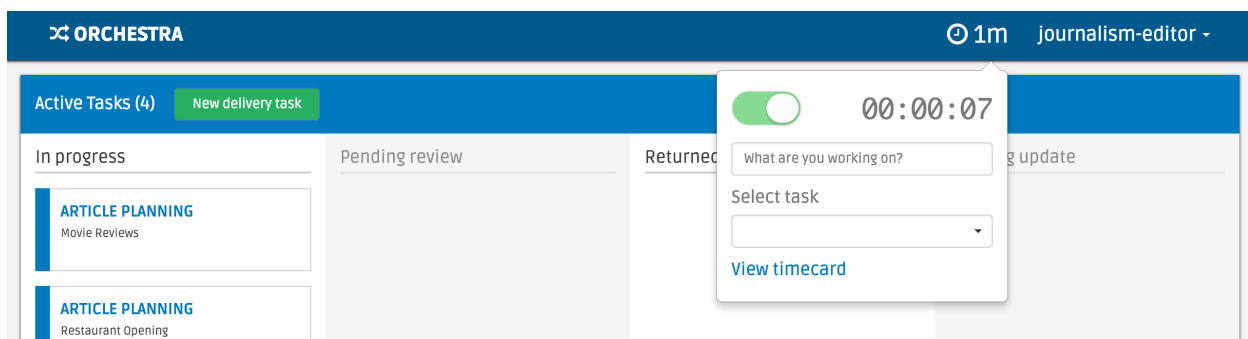 ORCHESTRA
1m
journalism-editor
Active Tasks (4)
New delivery task
00:00:07
In progress
Pending review
Returned
update
What are you working on?
Select task
View timecard
ARTICLE PLANNING
Movie Reviews
ARTICLE PLANNING
Restaurant Opening